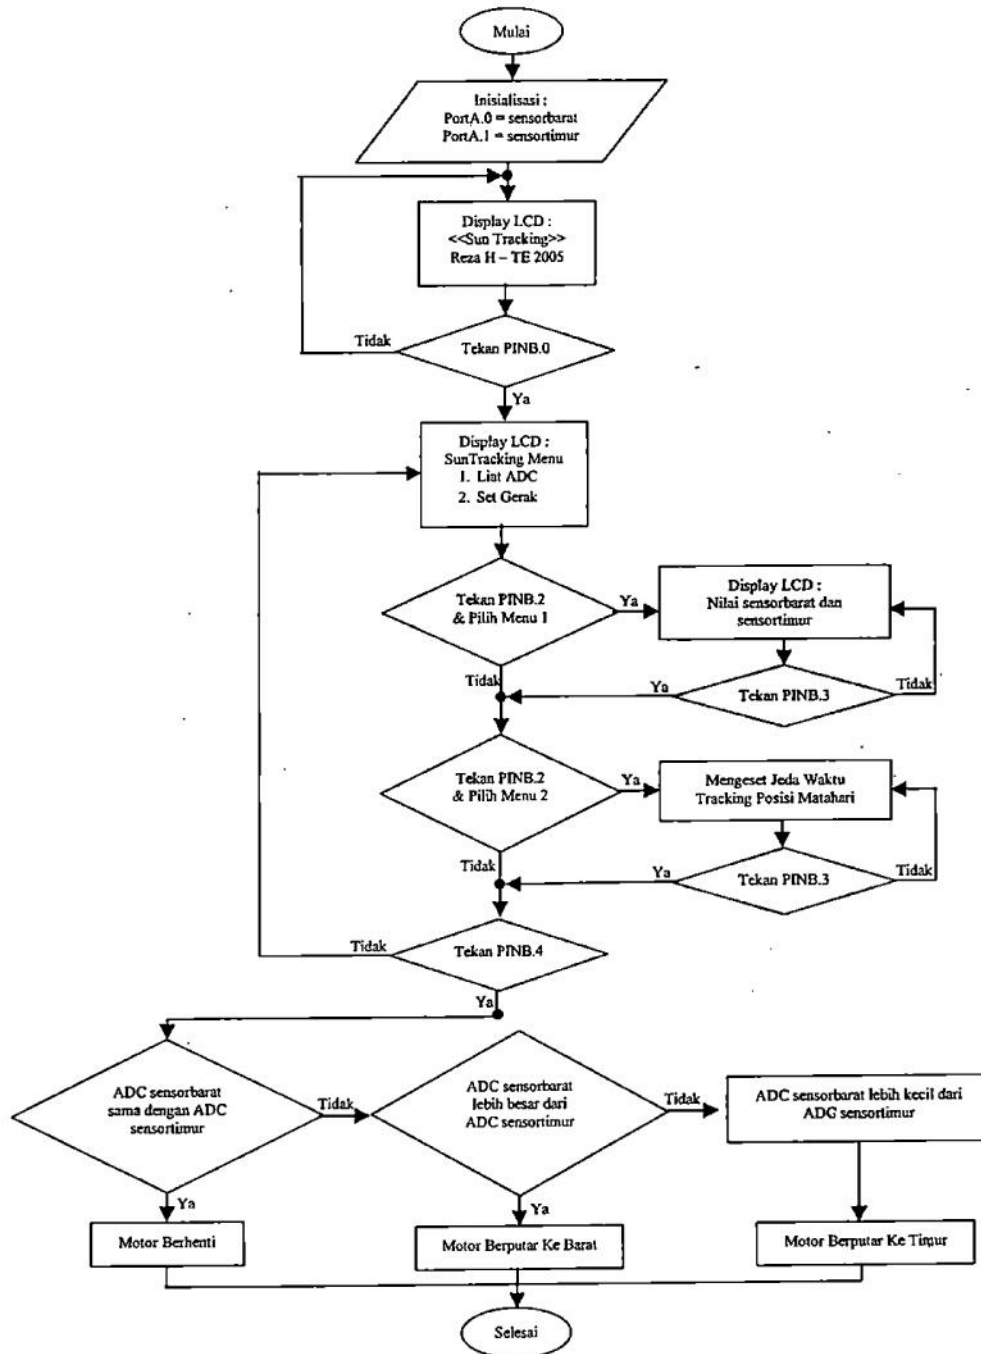 Mulai
Inisialisasi :
PortA.0 = sensorbarat
PortA.1 = sensortimur
Display LCD :
<<Sun Tracking>>
Reza H – TE 2005
Tidak
Tekan PINB.0
Ya
Display LCD :
SunTracking Menu
1. Liat ADC
2. Set Gerak
Tekan PINB.2
& Pilih Menu 1
Ya
Display LCD :
Nilai sensorbarat dan
sensortimur
Tidak
Ya
Tekan PINB.3
Tidak
Tekan PINB.2
& Pilih Menu 2
Ya
Mengeset Jeda Waktu
Tracking Posisi Matahari
Tidak
Ya
Tekan PINB.3
Tidak
Tidak
Tekan PINB.4
Ya
ADC sensorbarat
sama dengan ADC
sensortimur
Tidak
ADC sensorbarat
lebih besar dari
ADC sensortimur
Tidak
ADC sensorbarat lebih kecil dari
ADC sensortimur
Ya
Ya
Motor Berhenti
Motor Berputar Ke Barat
Motor Berputar Ke Timur
Selesai